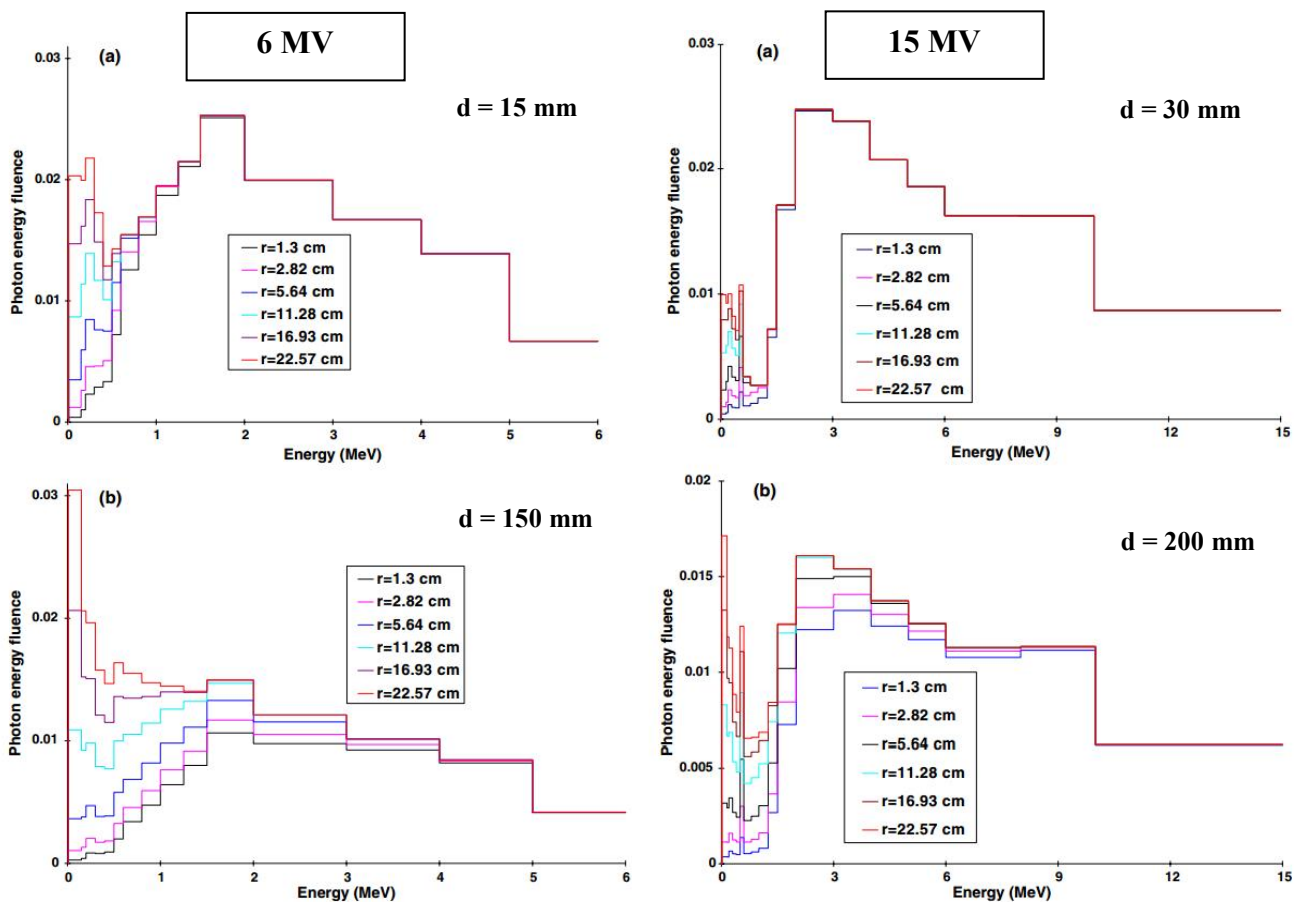 6 MV
(a)
d = 15 mm
0.03
0.02
0.01
0
Photon energy fluence
r=1.3 cm
r=2.82 cm
r=5.64 cm
r=11.28 cm
r=16.93 cm
r=22.57 cm
0 1 2 3 4 5 6
Energy (MeV)
15 MV
(a)
d = 30 mm
0.03
0.02
0.01
0
Photon energy fluence
r=1.3 cm
r=2.82 cm
r=5.64 cm
r=11.28 cm
r=16.93 cm
r=22.57 cm
0 3 6 9 12 15
Energy (MeV)
(b)
d = 150 mm
0.03
0.02
0.01
0
Photon energy fluence
r=1.3 cm
r=2.82 cm
r=5.64 cm
r=11.28 cm
r=16.93 cm
r=22.57 cm
0 1 2 3 4 5 6
Energy (MeV)
(b)
d = 200 mm
0.02
0.015
0.01
0.005
0
Photon energy fluence
r=1.3 cm
r=2.82 cm
r=5.64 cm
r=11.28 cm
r=16.93 cm
r=22.57 cm
0 3 6 9 12 15
Energy (MeV)